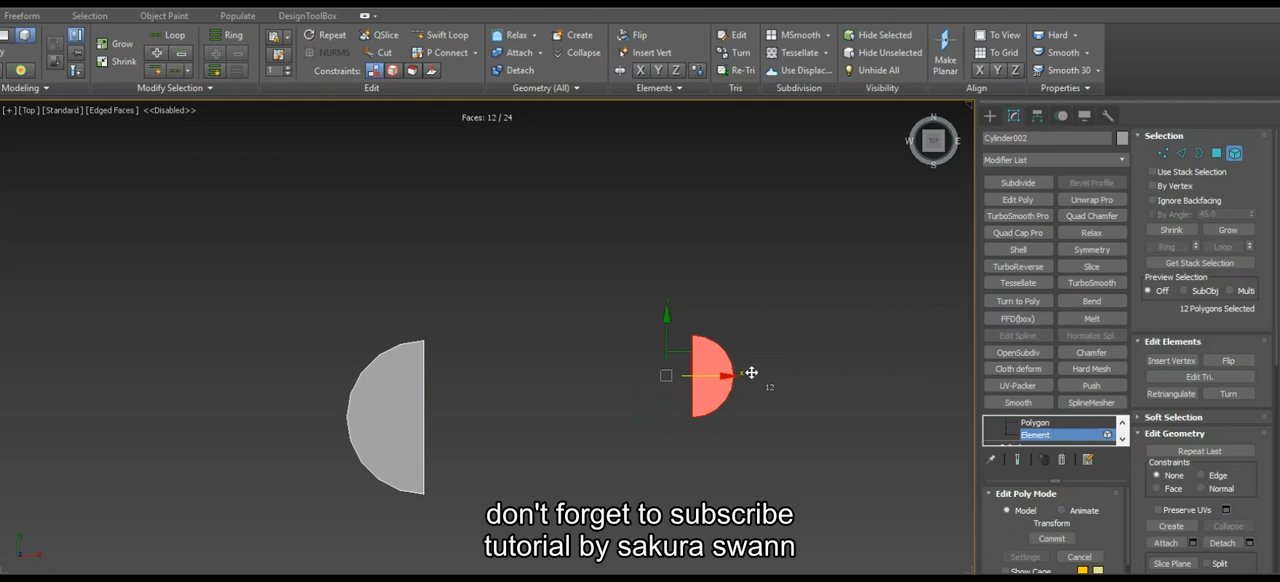 Freeform Selection Object Paint Populate DesignToolBox
Grow Loop Ring Repeat QSlice Swift Loop Relax Create Flip Edit MSmooth Hide Selected To View Hard
Shrink NURMS Cut P Connect Attach Collapse Insert Vert Turn Tessellate Hide Unselected Make Planar To Grid Smooth
1 Constraints: Detach X Y Z Re-Tri Use Displac... Unhide All X Y Z Smooth 30
Modeling Modify Selection Edit Geometry (All) Elements Tris Subdivision Visibility Align Properties
[+] [Top] [Standard] [Edged Faces] <<Disabled>>
Faces: 12 / 24
N
W TOP E
S
x
12
Cylinder002
Modifier List
Subdivide Bevel Profile
Edit Poly Unwrap Pro
TurboSmooth Pro Quad Chamfer
Quad Cap Pro Relax
Shell Symmetry
TurboReverse Slice
Tessellate TurboSmooth
Turn to Poly Bend
FFD(box) Melt
Edit Spline Normalize Spl.
OpenSubdiv Chamfer
Cloth deform Hard Mesh
UV-Packer Push
Smooth SplineMesher
Polygon
Element
Edit Poly Mode
Model Animate
Transform
Commit
Settings Cancel
Show Cage
Selection
Use Stack Selection
By Vertex
Ignore Backfacing
By Angle: 45.0
Shrink Grow
Ring Loop
Get Stack Selection
Preview Selection
Off SubObj Multi
12 Polygons Selected
Edit Elements
Insert Vertex Flip
Edit Tri.
Retriangulate Turn
Soft Selection
Edit Geometry
Repeat Last
Constraints
None Edge
Face Normal
Preserve UVs
Create Collapse
Attach Detach
Slice Plane Split
don't forget to subscribe
tutorial by sakura swann